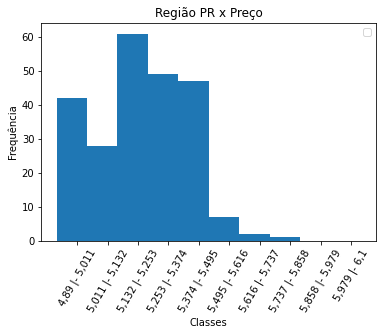 Região PR x Preço
60
50
40
30
20
10
0
Frequência
4,89 |- 5,011
5,011 |- 5,132
5,132 |- 5,253
5,253 |- 5,374
5,374 |- 5,495
5,495 |- 5,616
5,616 |- 5,737
5,737 |- 5,858
5,858 |- 5,979
5,979 |- 6,1
Classes